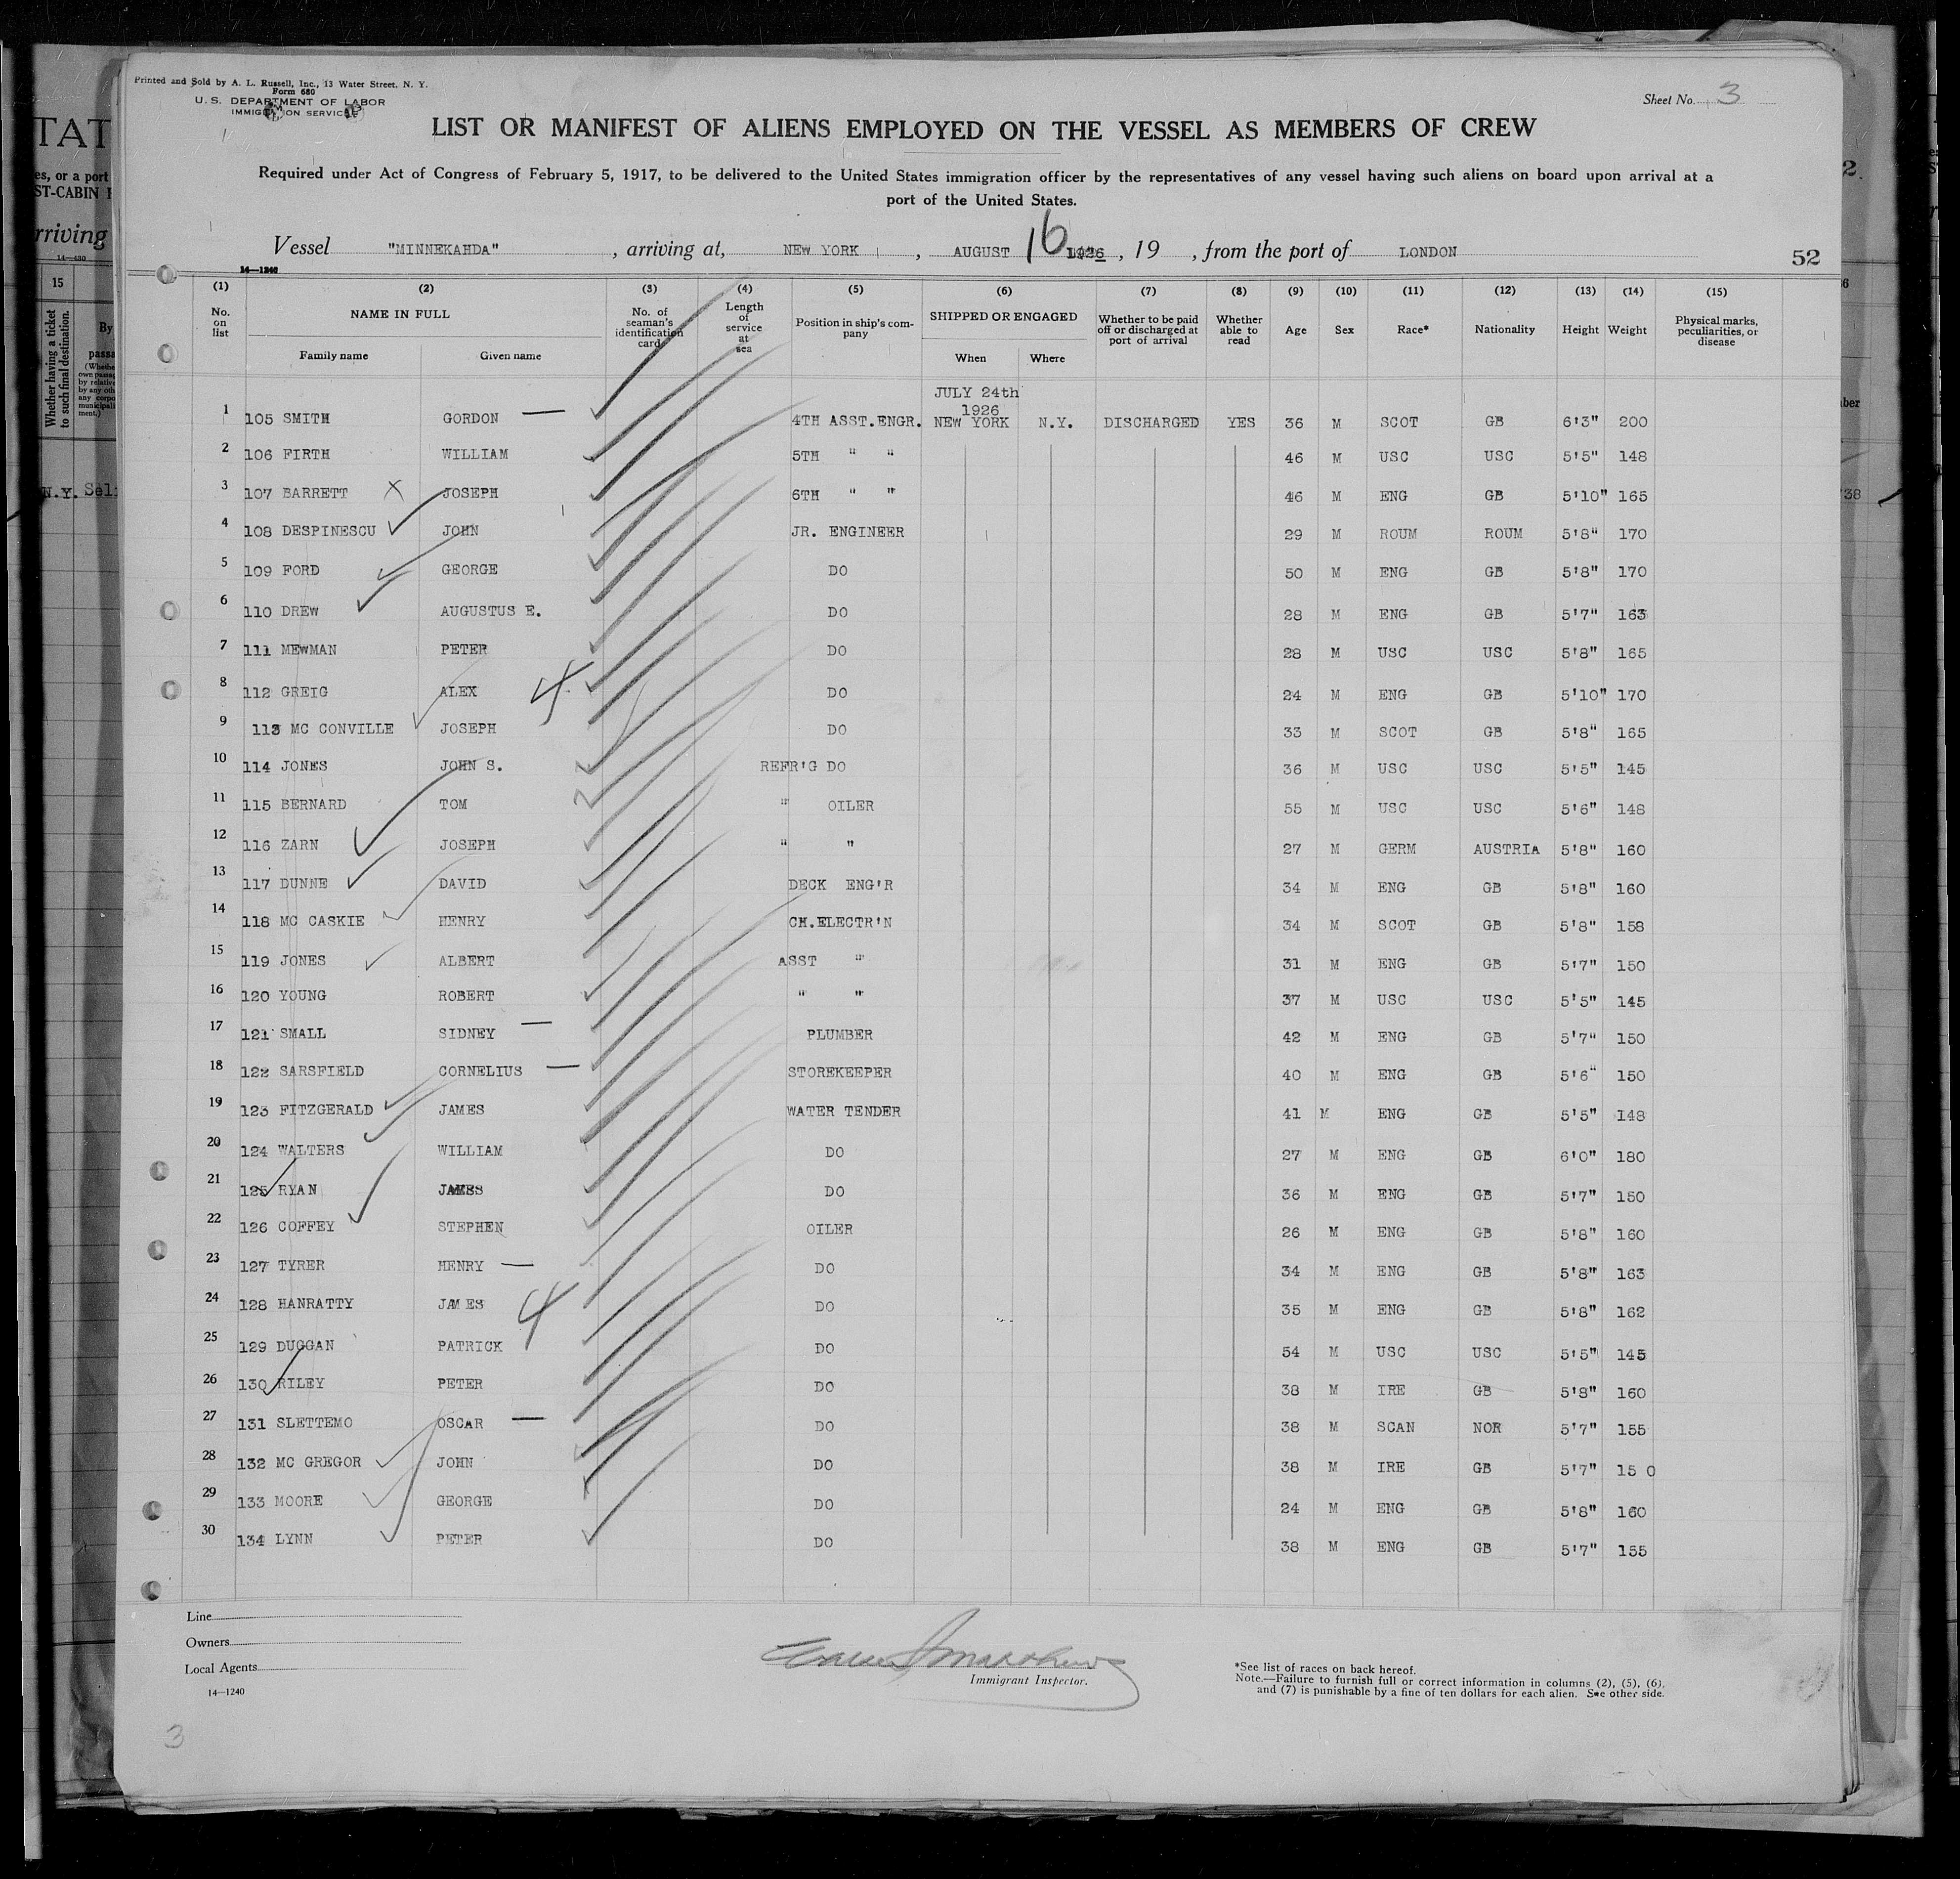 Printed and Sold by A. L. Russell, Inc., 13 Water Street, N. Y.
Form 680
U. S. DEPARTMENT OF LABOR
Sheet No. 3
LIST OR MANIFEST OF ALIENS EMPLOYED ON THE VESSEL AS MEMBERS OF CREW
Required under Act of Congress of February 5, 1917, to be delivered to the United States immigration officer by the representatives of any vessel having such aliens on board upon arrival at a
port of the United States.
Vessel "MINNEKAHDA", arriving at, NEW YORK, AUGUST 16 1926, 19 , from the port of LONDON 52
14—1240
(1) (2) (3) (4) (5) (6) (7) (8) (9) (10) (11) (12) (13) (14) (15)
No. on list NAME IN FULL Family name Given name No. of seaman's identification card Length of service at sea Position in ship's company SHIPPED OR ENGAGED When Where Whether to be paid off or discharged at port of arrival Whether able to read Age Sex Race* Nationality Height Weight Physical marks, peculiarities, or disease
JULY 24th
1926
1 105 SMITH GORDON — 4TH ASST.ENGR. NEW YORK N.Y. DISCHARGED YES 36 M SCOT GB 6'3" 200
2 106 FIRTH WILLIAM 5TH " " 46 M USC USC 5'5" 148
3 107 BARRETT X JOSEPH 6TH " " 46 M ENG GB 5'10" 165
4 108 DESPINESCU JOHN JR. ENGINEER 29 M ROUM ROUM 5'8" 170
5 109 FORD GEORGE DO 50 M ENG GB 5'8" 170
6 110 DREW AUGUSTUS E. DO 28 M ENG GB 5'7" 163
7 111 MEWMAN PETER DO 28 M USC USC 5'8" 165
8 112 GREIG ALEX 4 DO 24 M ENG GB 5'10" 170
9 113 MC CONVILLE JOSEPH DO 33 M SCOT GB 5'8" 165
10 114 JONES JOHN S. REFR'G DO 36 M USC USC 5'5" 145
11 115 BERNARD TOM " OILER 55 M USC USC 5'6" 148
12 116 ZARN JOSEPH " " 27 M GERM AUSTRIA 5'8" 160
13 117 DUNNE DAVID DECK ENG'R 34 M ENG GB 5'8" 160
14 118 MC CASKIE HENRY CH.ELECTR'N 34 M SCOT GB 5'8" 158
15 119 JONES ALBERT ASST " 31 M ENG GB 5'7" 150
16 120 YOUNG ROBERT " " 37 M USC USC 5'5" 145
17 121 SMALL SIDNEY — PLUMBER 42 M ENG GB 5'7" 150
18 122 SARSFIELD CORNELIUS — STOREKEEPER 40 M ENG GB 5'6" 150
19 123 FITZGERALD JAMES WATER TENDER 41 M ENG GB 5'5" 148
20 124 WALTERS WILLIAM DO 27 M ENG GB 6'0" 180
21 125 RYAN JAMES DO 36 M ENG GB 5'7" 150
22 126 COFFEY STEPHEN OILER 26 M ENG GB 5'8" 160
23 127 TYRER HENRY — DO 34 M ENG GB 5'8" 163
24 128 HANRATTY JAMES 4 DO 35 M ENG GB 5'8" 162
25 129 DUGGAN PATRICK DO 54 M USC USC 5'5" 145
26 130 RILEY PETER DO 38 M IRE GB 5'8" 160
27 131 SLETTEMO OSCAR — DO 38 M SCAN NOR 5'7" 155
28 132 MC GREGOR JOHN DO 38 M IRE GB 5'7" 15 0
29 133 MOORE GEORGE DO 24 M ENG GB 5'8" 160
30 134 LYNN PETER DO 38 M ENG GB 5'7" 155
Line
Owners
Local Agents
14—1240
Immigrant Inspector.
*See list of races on back hereof.
Note.—Failure to furnish full or correct information in columns (2), (5), (6),
and (7) is punishable by a fine of ten dollars for each alien. See other side.
3